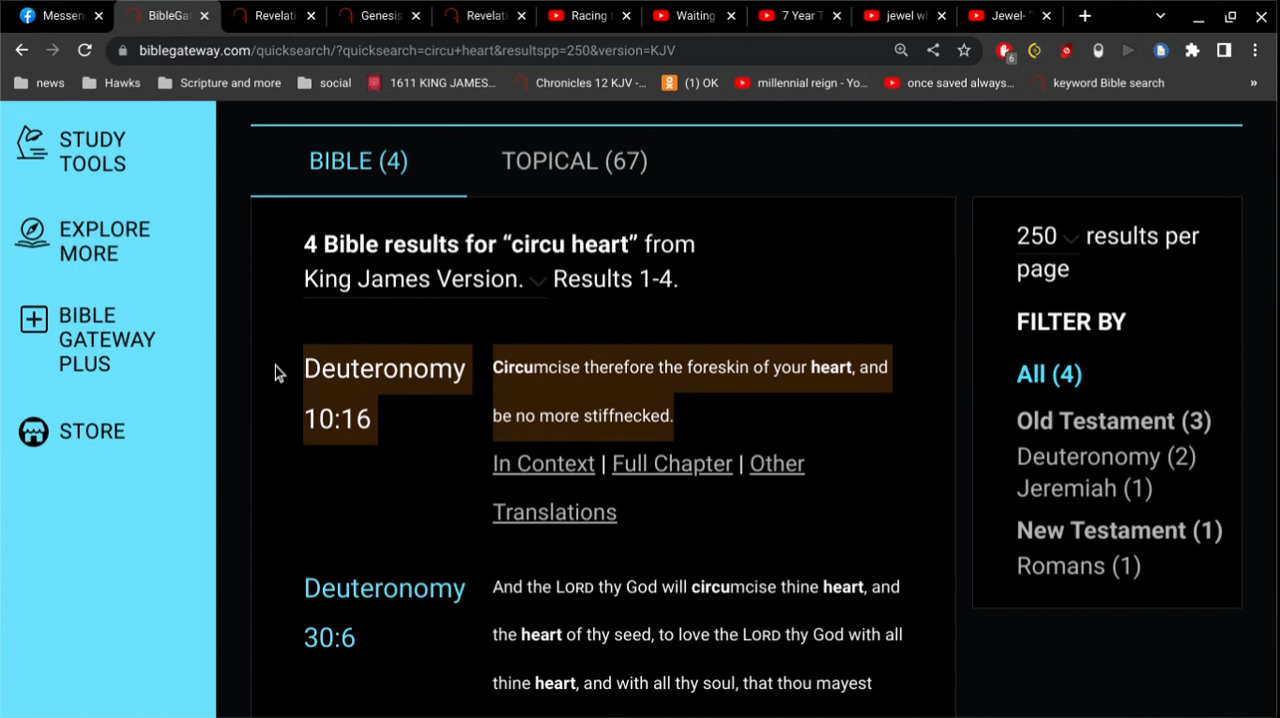 Messen
BibleGa
Revelati
Genesis
Revelati
Racing t
Waiting
7 Year T
jewel wh
Jewel- "
biblegateway.com/quicksearch/?quicksearch=circu+heart&resultspp=250&version=KJV
6
news
Hawks
Scripture and more
social
1611 KING JAMES...
Chronicles 12 KJV -...
(1) OK
millennial reign - Yo...
once saved always...
keyword Bible search
»
STUDY
TOOLS
EXPLORE
MORE
BIBLE
GATEWAY
PLUS
STORE
BIBLE (4)
TOPICAL (67)
4 Bible results for “circu heart” from
King James Version. Results 1-4.
Deuteronomy
10:16
Circumcise therefore the foreskin of your heart, and
be no more stiffnecked.
In Context | Full Chapter | Other
Translations
Deuteronomy
30:6
And the LORD thy God will circumcise thine heart, and
the heart of thy seed, to love the LORD thy God with all
thine heart, and with all thy soul, that thou mayest
250 results per
page
FILTER BY
All (4)
Old Testament (3)
Deuteronomy (2)
Jeremiah (1)
New Testament (1)
Romans (1)